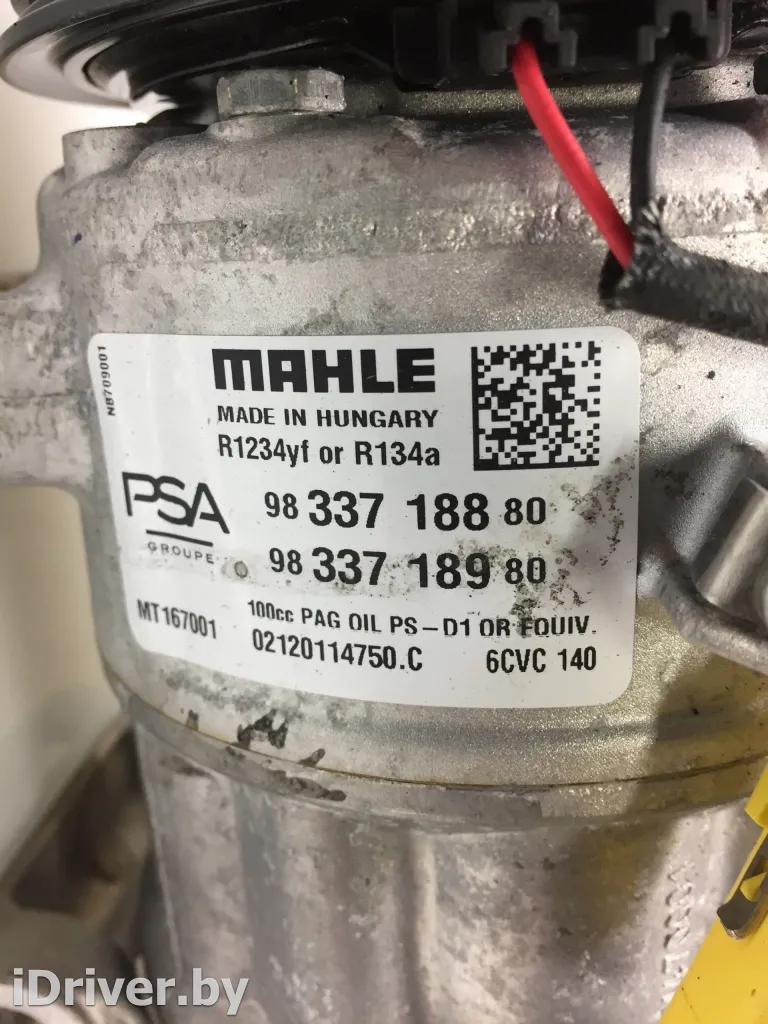 NB709001
MAHLE
MADE IN HUNGARY
R1234yf or R134a
PSA
GROUPE
98 337 188 80
98 337 189 80
MT167001
100cc PAG OIL PS-D1 OR EQUIV.
02120114750.C 6CVC 140
iDriver.by